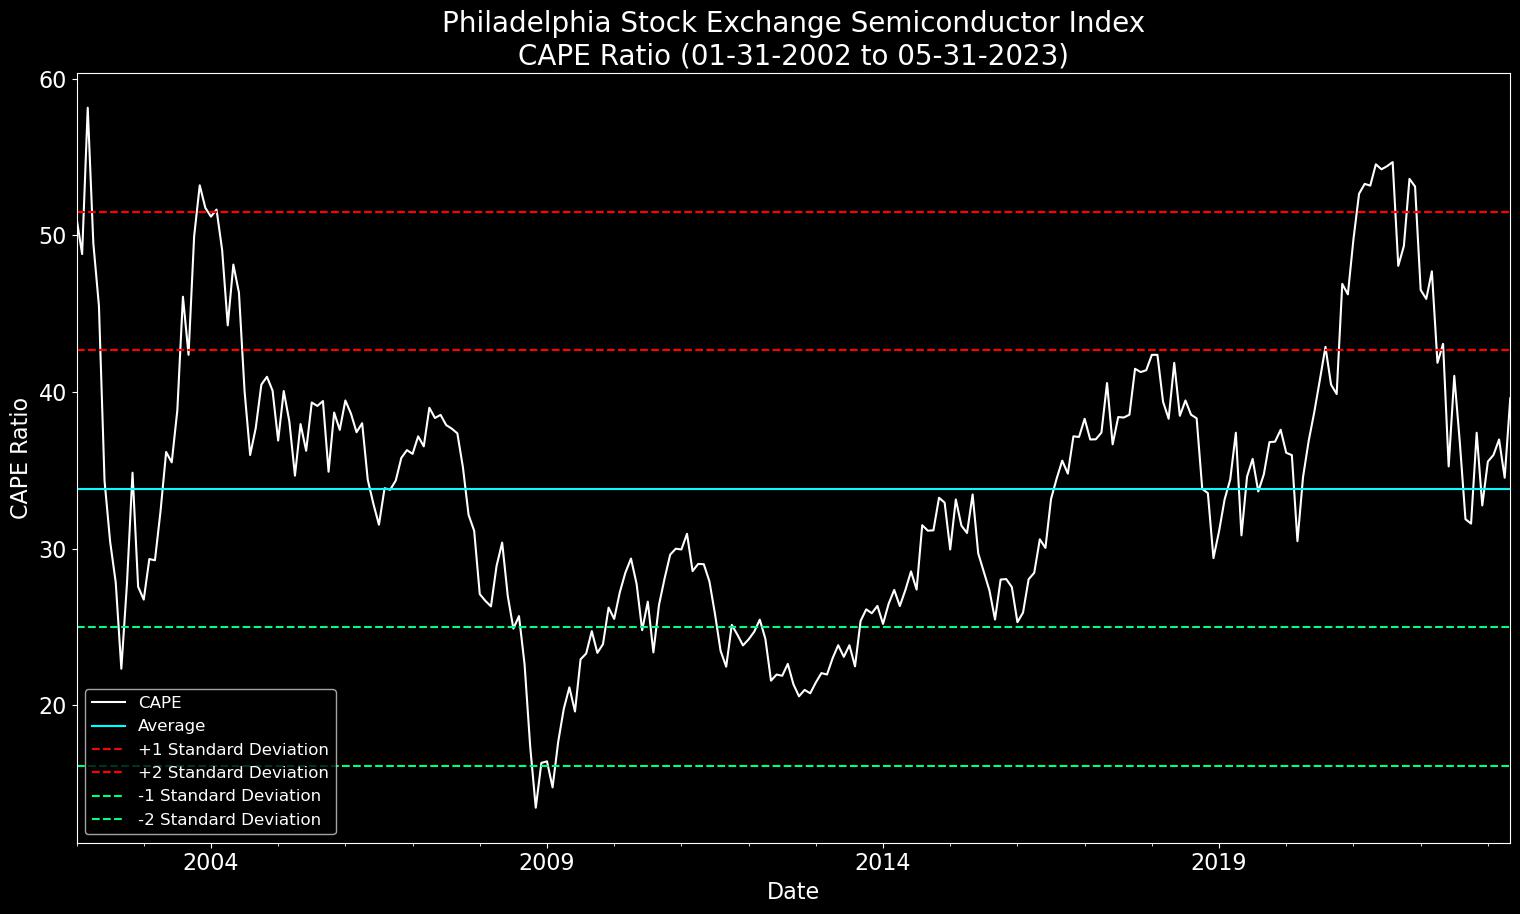 Philadelphia Stock Exchange Semiconductor Index
CAPE Ratio (01-31-2002 to 05-31-2023)
60
50
40
30
20
CAPE Ratio
CAPE
Average
+1 Standard Deviation
+2 Standard Deviation
-1 Standard Deviation
-2 Standard Deviation
2004 2009 2014 2019
Date